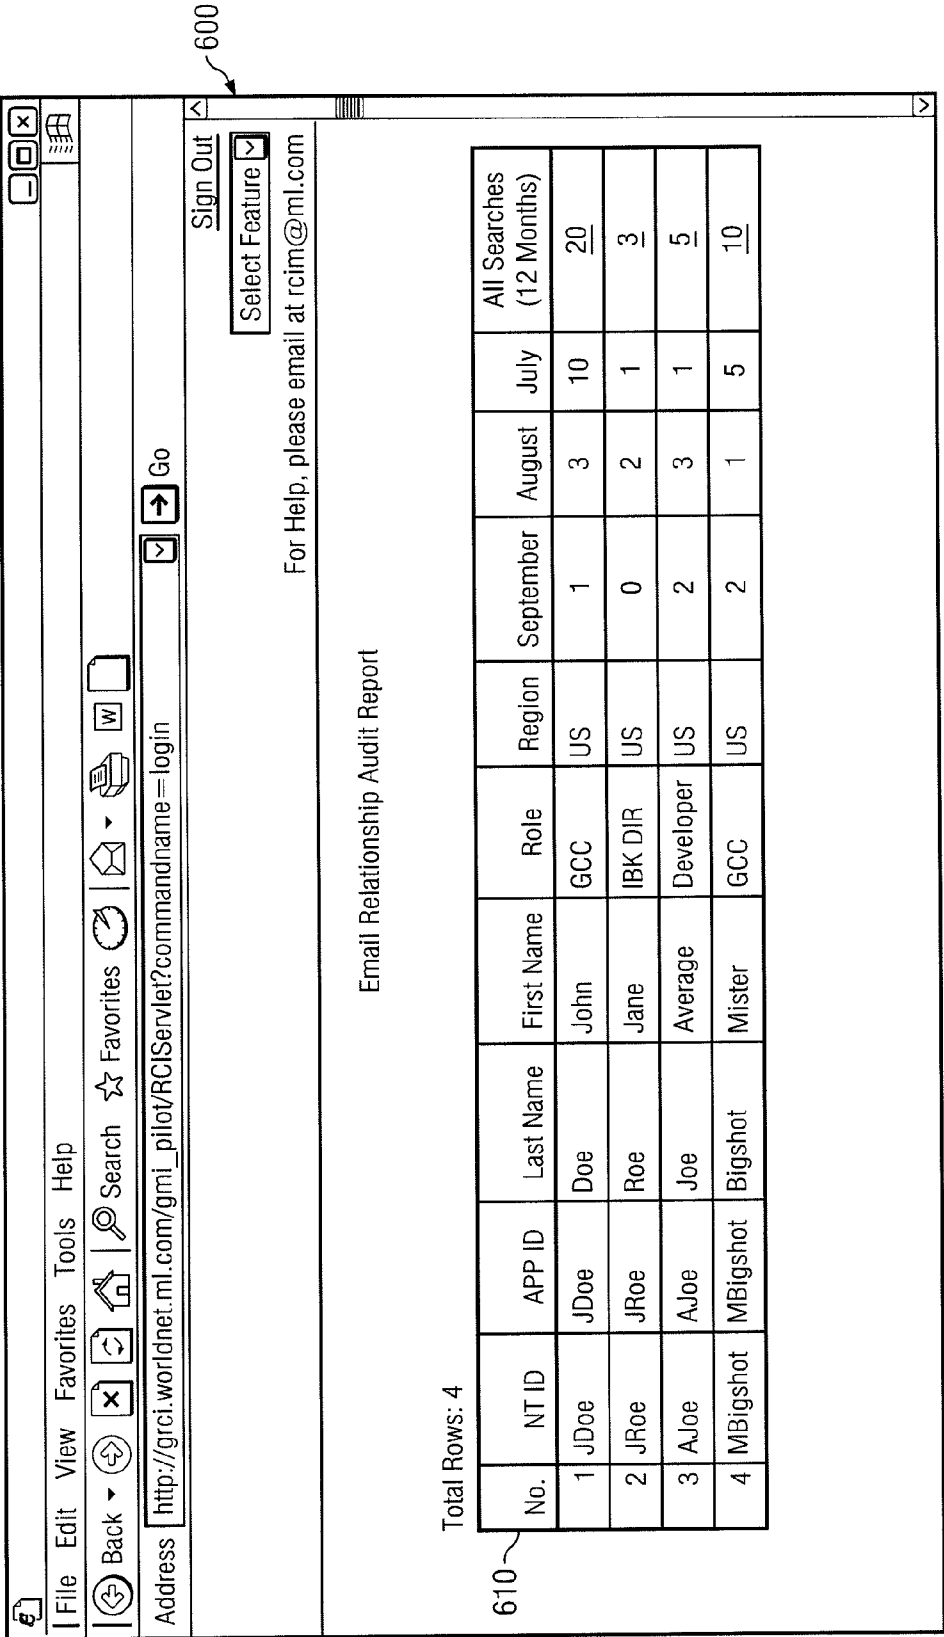 600
File Edit View Favorites Tools Help
Back Search Favorites W
Address http://grci.worldnet.ml.com/gmi_pilot/RCIServlet?commandname=login Go
Sign Out
Select Feature
For Help, please email at rcim@ml.com
Email Relationship Audit Report
Total Rows: 4
610
No. NT ID APP ID Last Name First Name Role Region September August July All Searches (12 Months)
1 JDoe JDoe Doe John GCC US 1 3 10 20
2 JRoe JRoe Roe Jane IBK DIR US 0 2 1 3
3 AJoe AJoe Joe Average Developer US 2 3 1 5
4 MBigshot MBigshot Bigshot Mister GCC US 2 1 5 10